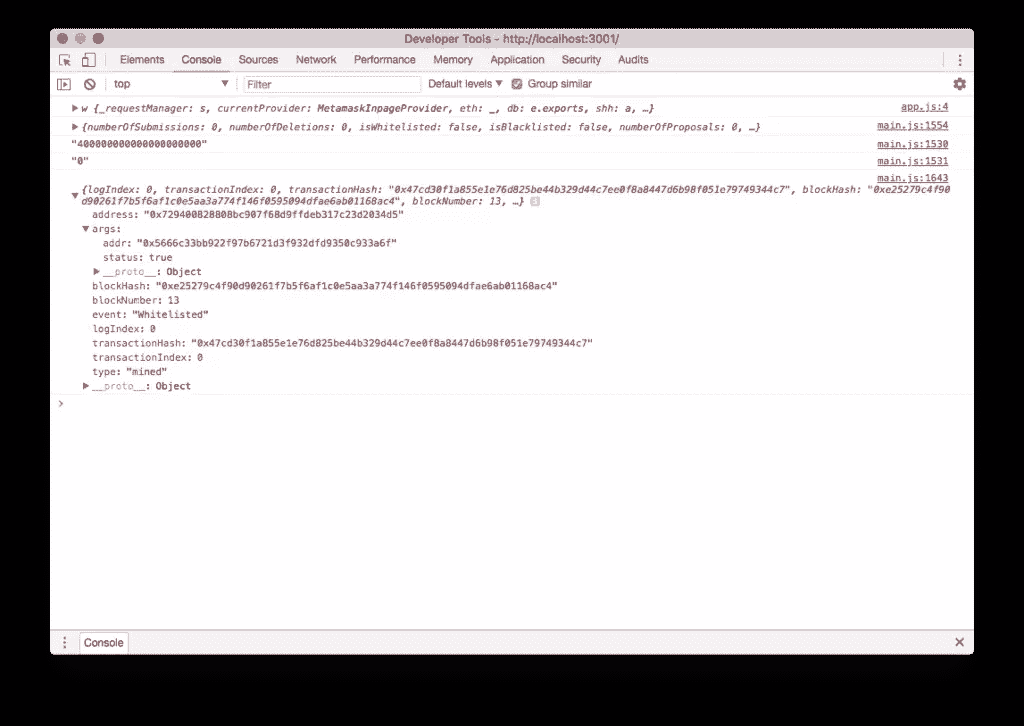 Developer Tools - http://localhost:3001/
Elements Console Sources Network Performance Memory Application Security Audits
top Filter Default levels Group similar
w {_requestManager: s, currentProvider: MetamaskInpageProvider, eth: _, db: e.exports, shh: a, …} app.js:4
{numberOfSubmissions: 0, numberOfDeletions: 0, isWhitelisted: false, isBlacklisted: false, numberOfProposals: 0, …} main.js:1554
"400000000000000000000" main.js:1530
"0" main.js:1531
main.js:1643
{logIndex: 0, transactionIndex: 0, transactionHash: "0x47cd30f1a855e1e76d825be44b329d44c7ee0f8a8447d6b98f051e79749344c7", blockHash: "0xe25279c4f90
d90261f7b5f6af1c0e5aa3a774f146f0595094dfae6ab01168ac4", blockNumber: 13, …}
address: "0x729400828808bc907f68d9ffdeb317c23d2034d5"
args:
addr: "0x5666c33bb922f97b6721d3f932dfd9350c933a6f"
status: true
__proto__: Object
blockHash: "0xe25279c4f90d90261f7b5f6af1c0e5aa3a774f146f0595094dfae6ab01168ac4"
blockNumber: 13
event: "Whitelisted"
logIndex: 0
transactionHash: "0x47cd30f1a855e1e76d825be44b329d44c7ee0f8a8447d6b98f051e79749344c7"
transactionIndex: 0
type: "mined"
__proto__: Object
Console